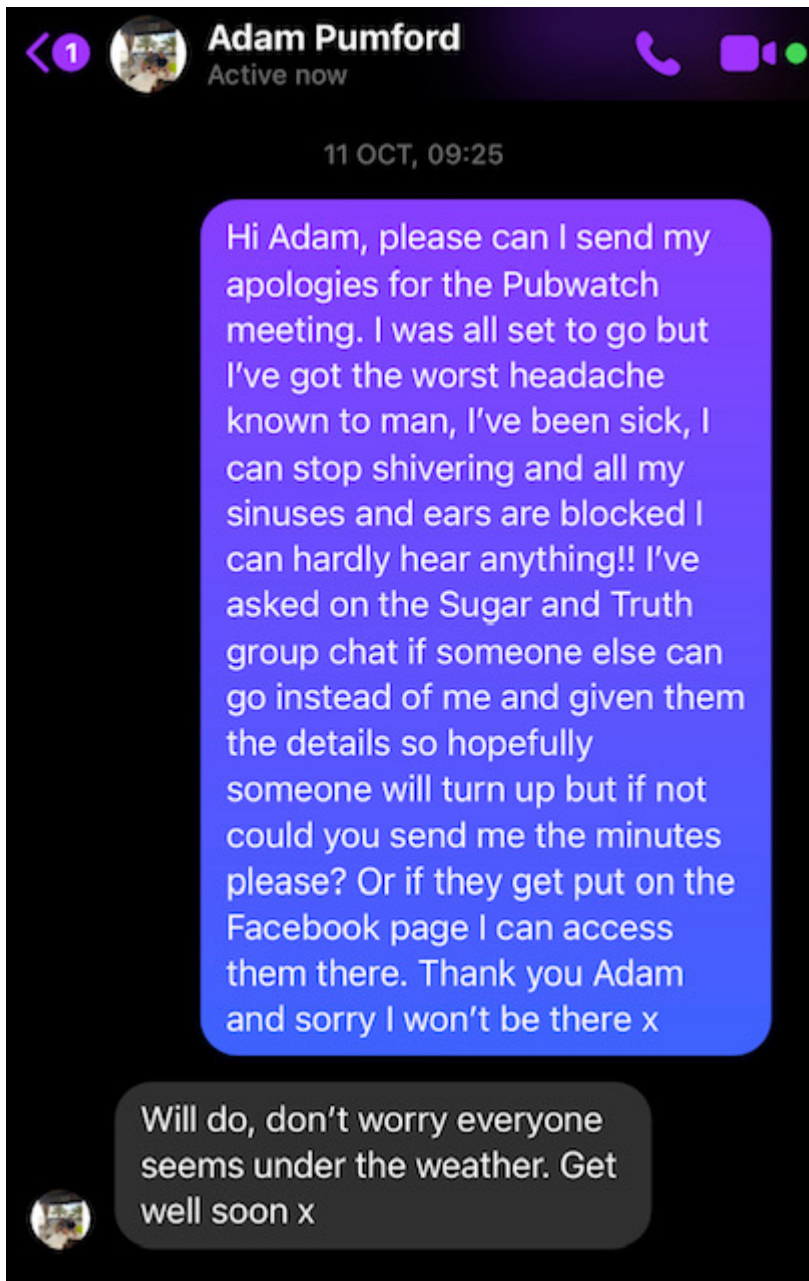 1
Adam Pumford
Active now
11 OCT, 09:25
Hi Adam, please can I send my
apologies for the Pubwatch
meeting. I was all set to go but
I've got the worst headache
known to man, I've been sick, I
can stop shivering and all my
sinuses and ears are blocked I
can hardly hear anything!! I've
asked on the Sugar and Truth
group chat if someone else can
go instead of me and given them
the details so hopefully
someone will turn up but if not
could you send me the minutes
please? Or if they get put on the
Facebook page I can access
them there. Thank you Adam
and sorry I won't be there x
Will do, don't worry everyone
seems under the weather. Get
well soon x